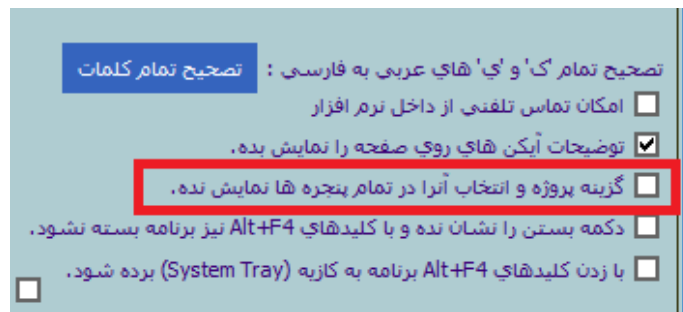 تصحيح تمام 'ک' و 'ي' هاي عربي به فارسي : تصحيح تمام کلمات
امکان تماس تلفني از داخل نرم افزار
توضيحات آيکن هاي روي صفحه را نمايش بده.
گزينه پروژه و انتخاب آنرا در تمام پنجره ها نمايش نده.
دکمه بستن را نشان نده و با کليدهاي Alt+F4 نيز برنامه بسته نشود.
با زدن کليدهاي Alt+F4 برنامه به کازيه (System Tray) برده شود.